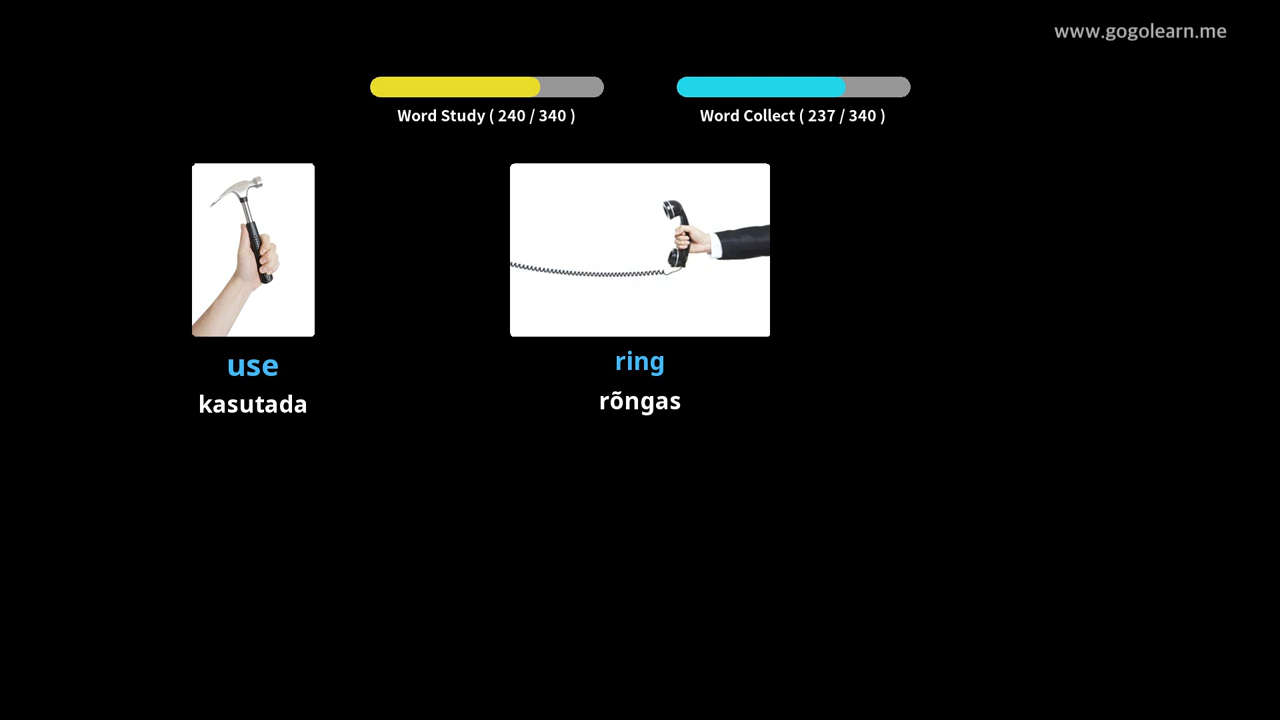 www.gogolearn.me
Word Study ( 240 / 340 )
Word Collect ( 237 / 340 )
use
kasutada
ring
rõngas